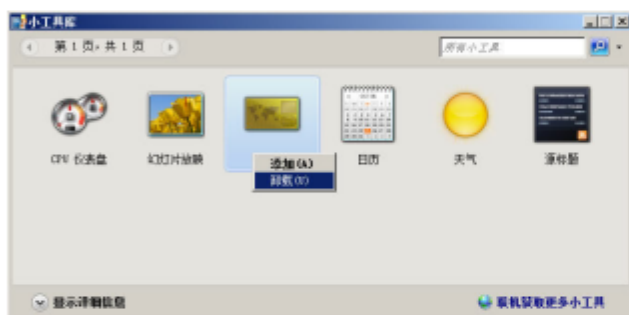 小工具库
第 1 页，共 1 页
所有小工具
CPU 仪表盘
幻灯片放映
日历
天气
源标题
添加(A)
卸载(U)
显示详细信息
联机获取更多小工具